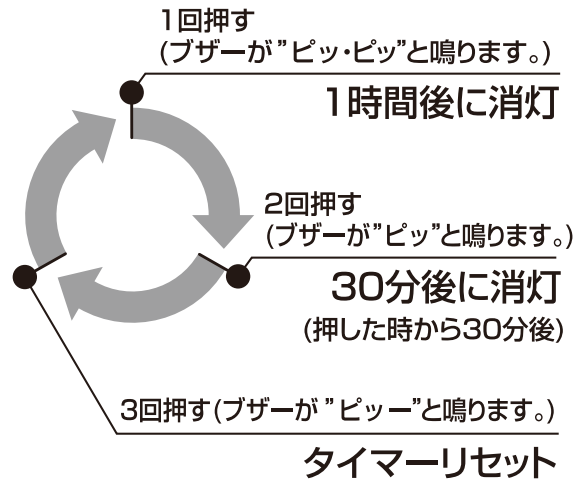 1回押す
(ブザーが”ピッ・ピッ”と鳴ります。)
1時間後に消灯
2回押す
(ブザーが”ピッ”と鳴ります。)
30分後に消灯
(押した時から30分後)
3回押す(ブザーが”ピッー”と鳴ります。)
タイマーリセット